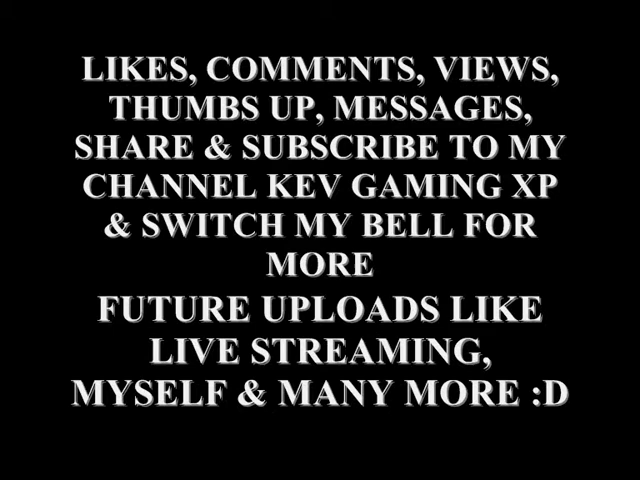 LIKES, COMMENTS, VIEWS,
THUMBS UP, MESSAGES,
SHARE & SUBSCRIBE TO MY
CHANNEL KEV GAMING XP
& SWITCH MY BELL FOR
MORE
FUTURE UPLOADS LIKE
LIVE STREAMING,
MYSELF & MANY MORE :D